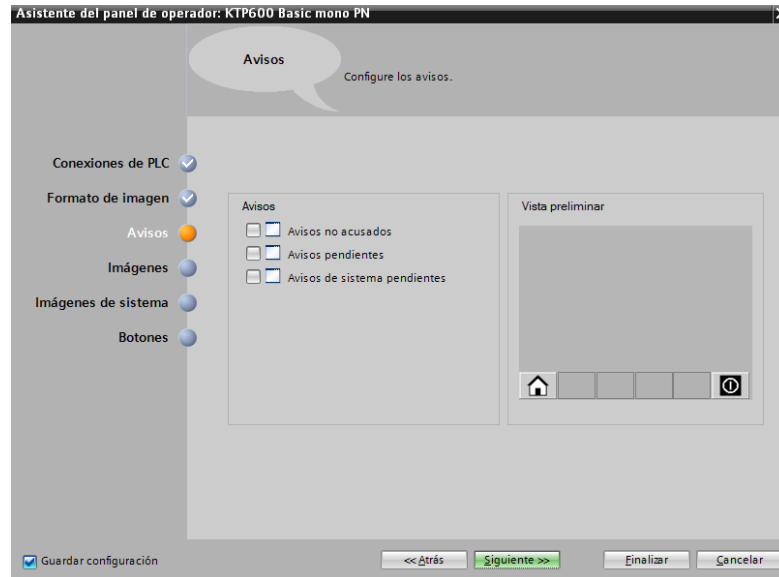 Asistente del panel de operador: KTP600 Basic mono PN
Avisos
Configure los avisos.
Conexiones de PLC
Formato de imagen
Avisos
Imágenes
Imágenes de sistema
Botones
Avisos
Avisos no acusados
Avisos pendientes
Avisos de sistema pendientes
Vista preliminar
Guardar configuración
<< Atrás
Siguiente >>
Finalizar
Cancelar